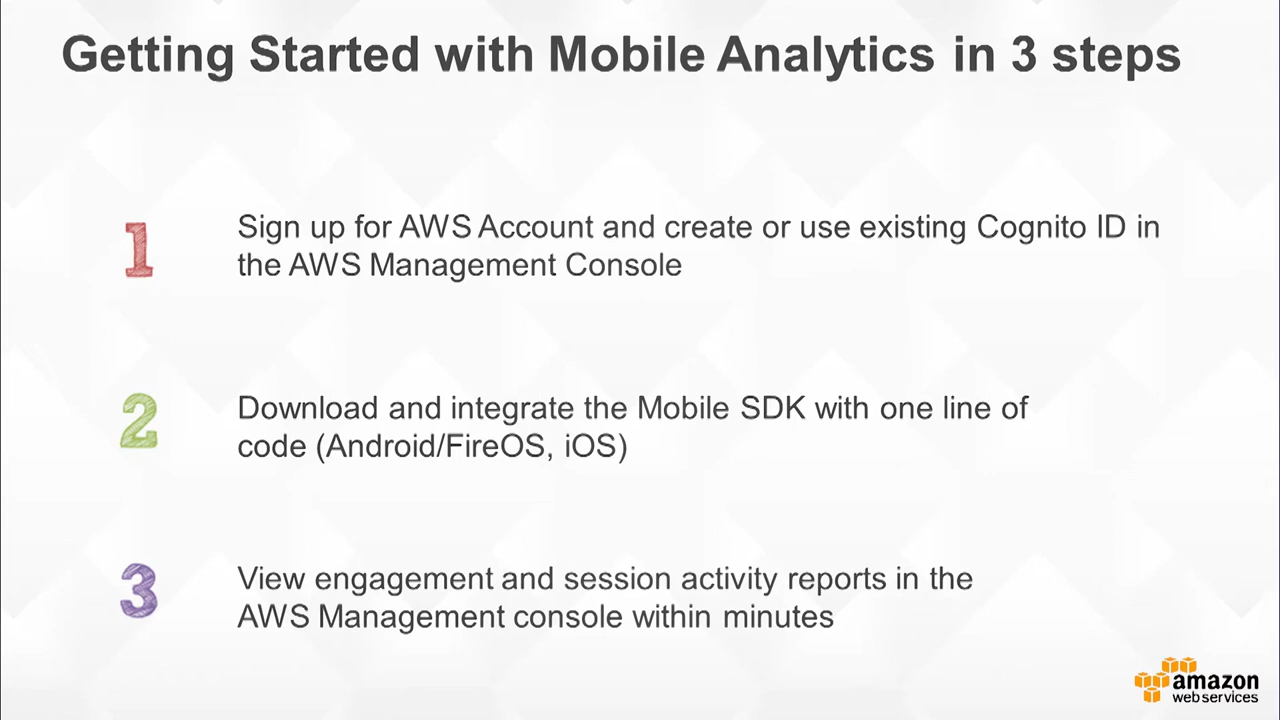 Getting Started with Mobile Analytics in 3 steps
1
Sign up for AWS Account and create or use existing Cognito ID in
the AWS Management Console
2
Download and integrate the Mobile SDK with one line of
code (Android/FireOS, iOS)
3
View engagement and session activity reports in the
AWS Management console within minutes
amazon
web services